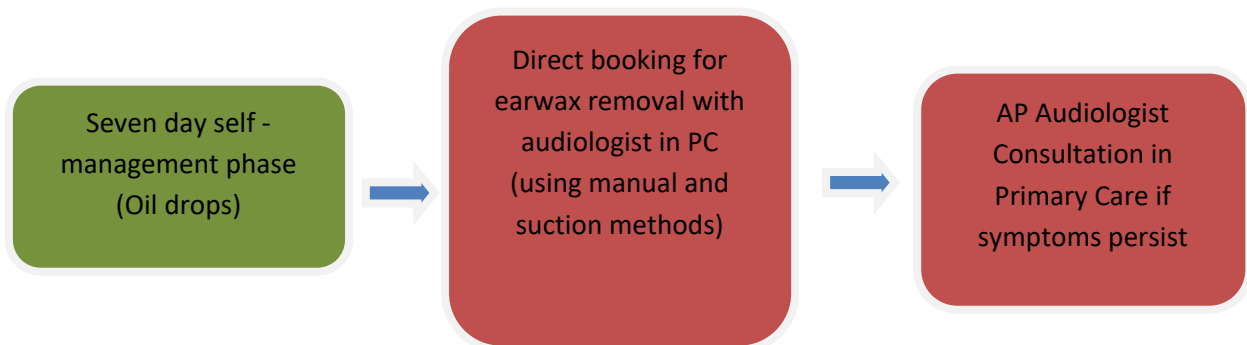 Seven day self -
management phase
(Oil drops)
Direct booking for
earwax removal with
audiologist in PC
(using manual and
suction methods)
AP Audiologist
Consultation in
Primary Care if
symptoms persist